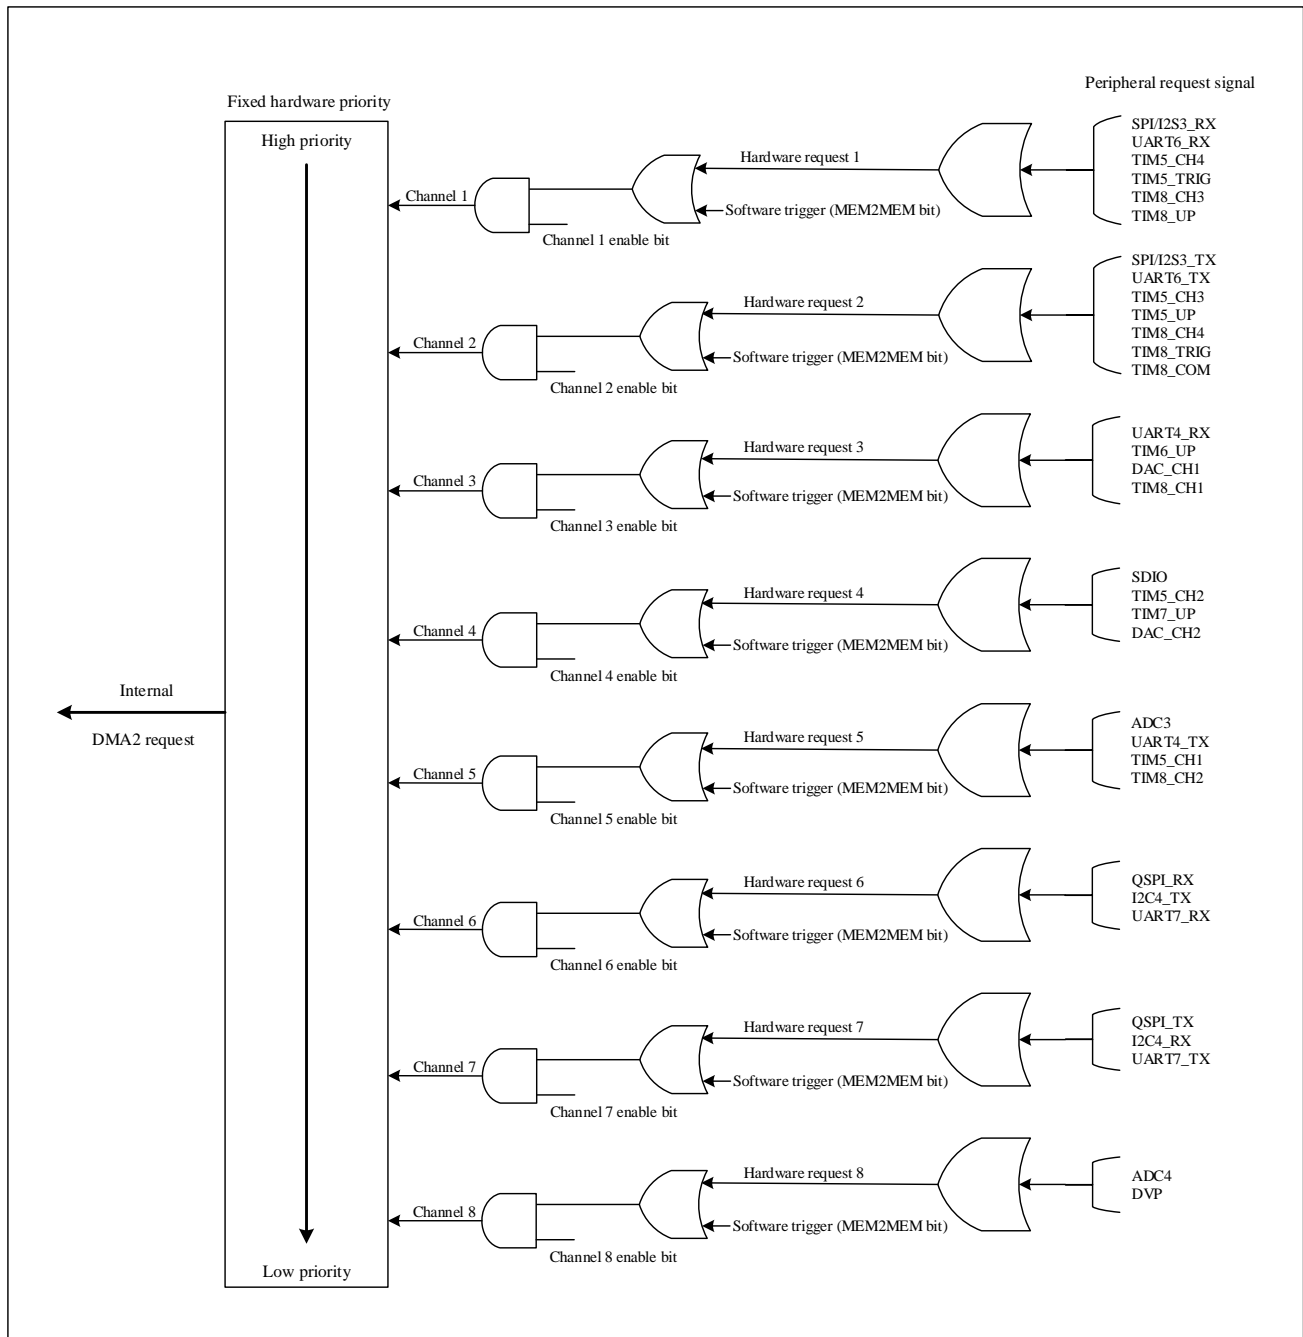 Peripheral request signal
Fixed hardware priority
High priority
SPI/I2S3_RX
UART6_RX
TIM5_CH4
TIM5_TRIG
TIM8_CH3
TIM8_UP
Hardware request 1
Channel 1
Software trigger (MEM2MEM bit)
Channel 1 enable bit
SPI/I2S3_TX
UART6_TX
TIM5_CH3
TIM5_UP
TIM8_CH4
TIM8_TRIG
TIM8_COM
Hardware request 2
Channel 2
Software trigger (MEM2MEM bit)
Channel 2 enable bit
UART4_RX
TIM6_UP
DAC_CH1
TIM8_CH1
Hardware request 3
Channel 3
Software trigger (MEM2MEM bit)
Channel 3 enable bit
SDIO
TIM5_CH2
TIM7_UP
DAC_CH2
Hardware request 4
Channel 4
Software trigger (MEM2MEM bit)
Channel 4 enable bit
Internal
DMA2 request
ADC3
UART4_TX
TIM5_CH1
TIM8_CH2
Hardware request 5
Channel 5
Software trigger (MEM2MEM bit)
Channel 5 enable bit
QSPI_RX
I2C4_TX
UART7_RX
Hardware request 6
Channel 6
Software trigger (MEM2MEM bit)
Channel 6 enable bit
QSPI_TX
I2C4_RX
UART7_TX
Hardware request 7
Channel 7
Software trigger (MEM2MEM bit)
Channel 7 enable bit
ADC4
DVP
Hardware request 8
Channel 8
Software trigger (MEM2MEM bit)
Channel 8 enable bit
Low priority